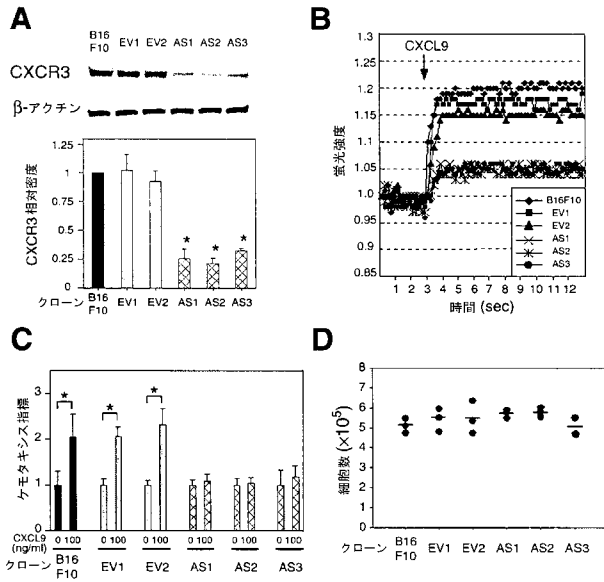 A
B16 F10 EV1 EV2 AS1 AS2 AS3
CXCR3
β-アクチン
CXCR3相対密度
1.25
1
0.75
0.5
0.25
0
* * *
クローン B16 F10 EV1 EV2 AS1 AS2 AS3
B
CXCL9
蛍光強度
1.3
1.25
1.20
1.15
1.10
1.05
1.0
0.95
0.90
0.85
B16F10
EV1
EV2
AS1
AS2
AS3
1 2 3 4 5 6 7 8 9 10 11 12
時間 (sec)
C
ケモタキシス指標
4
3
2
1
0
* * *
CXCL9 (ng/ml) 0 100 0 100 0 100 0 100 0 100 0 100
クローン B16 F10 EV1 EV2 AS1 AS2 AS3
D
細胞数 (×10⁵)
8
6
4
2
0
クローン B16 F10 EV1 EV2 AS1 AS2 AS3